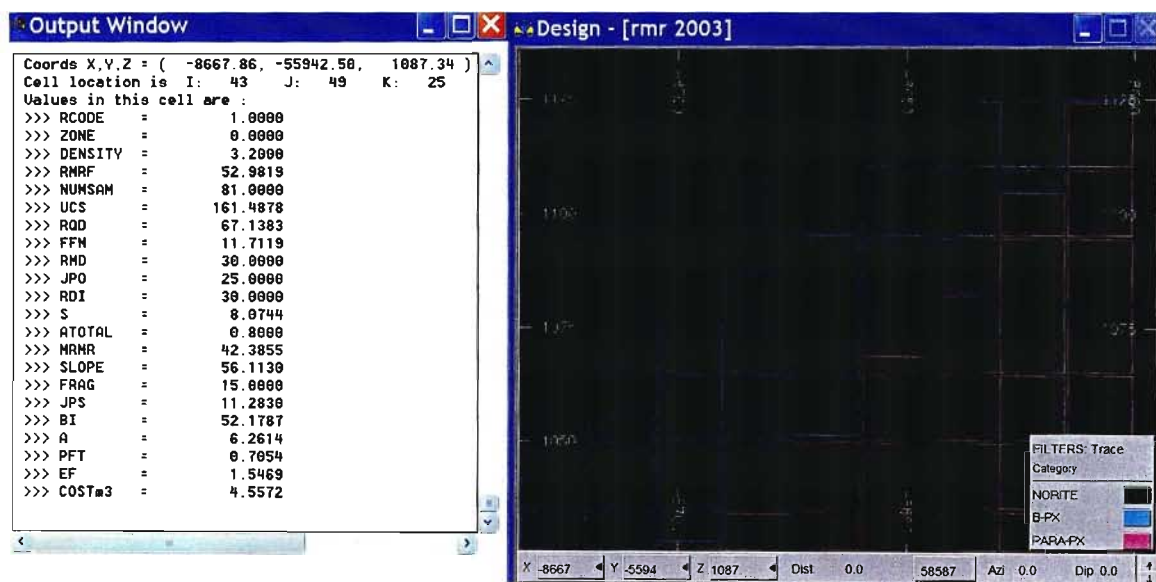 Output Window
Coords X,Y,Z = ( -8667.86, -55942.50, 1087.34 )
Cell location is I: 43 J: 49 K: 25
Values in this cell are :
>>> RCODE = 1.0000
>>> ZONE = 0.0000
>>> DENSITY = 3.2000
>>> RMRF = 52.9819
>>> NUMSAM = 81.0000
>>> UCS = 161.4878
>>> RQD = 67.1383
>>> FFM = 11.7119
>>> RMD = 30.0000
>>> JPO = 25.0000
>>> RDI = 30.0000
>>> S = 8.0744
>>> ATOTAL = 0.8000
>>> MRMR = 42.3855
>>> SLOPE = 56.1130
>>> FRAG = 15.0000
>>> JPS = 11.2830
>>> BI = 52.1787
>>> A = 6.2614
>>> PFT = 0.7054
>>> EF = 1.5469
>>> COSTm3 = 4.5572
Design - [rmr 2003]
1125 1125
1100 1100
1075 1075
1050
FILTERS: Trace
Category
NORITE
B-PX
PARA-PX
X -8667 Y -5594 Z 1087 Dist 0.0 58587 Azi 0.0 Dip 0.0